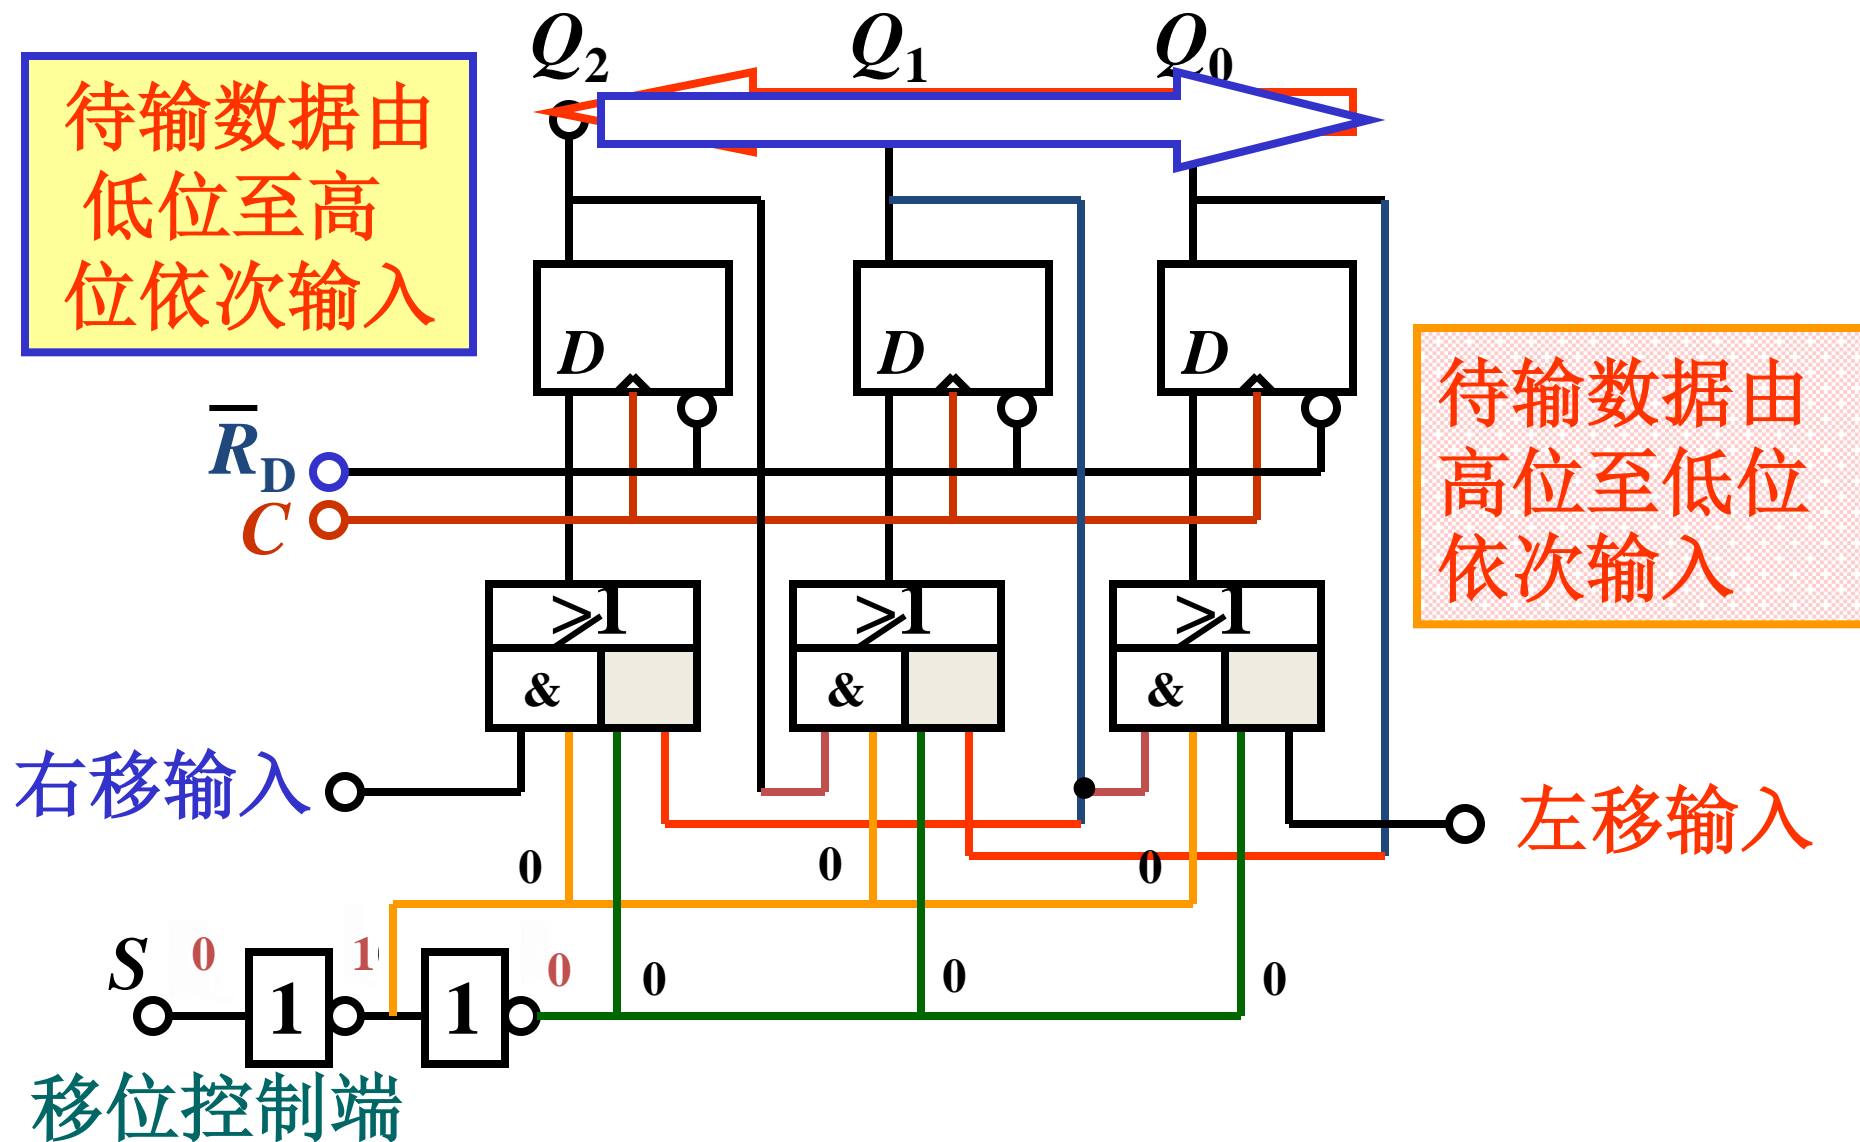 Q2 Q1 Q0
待输数据由
低位至高
位依次输入
D D D
待输数据由
高位至低位
依次输入
R̅D
C
≥1 ≥1 ≥1
& & &
右移输入
左移输入
0 0 0
S 0 1 0
0 0 0
1 1
移位控制端